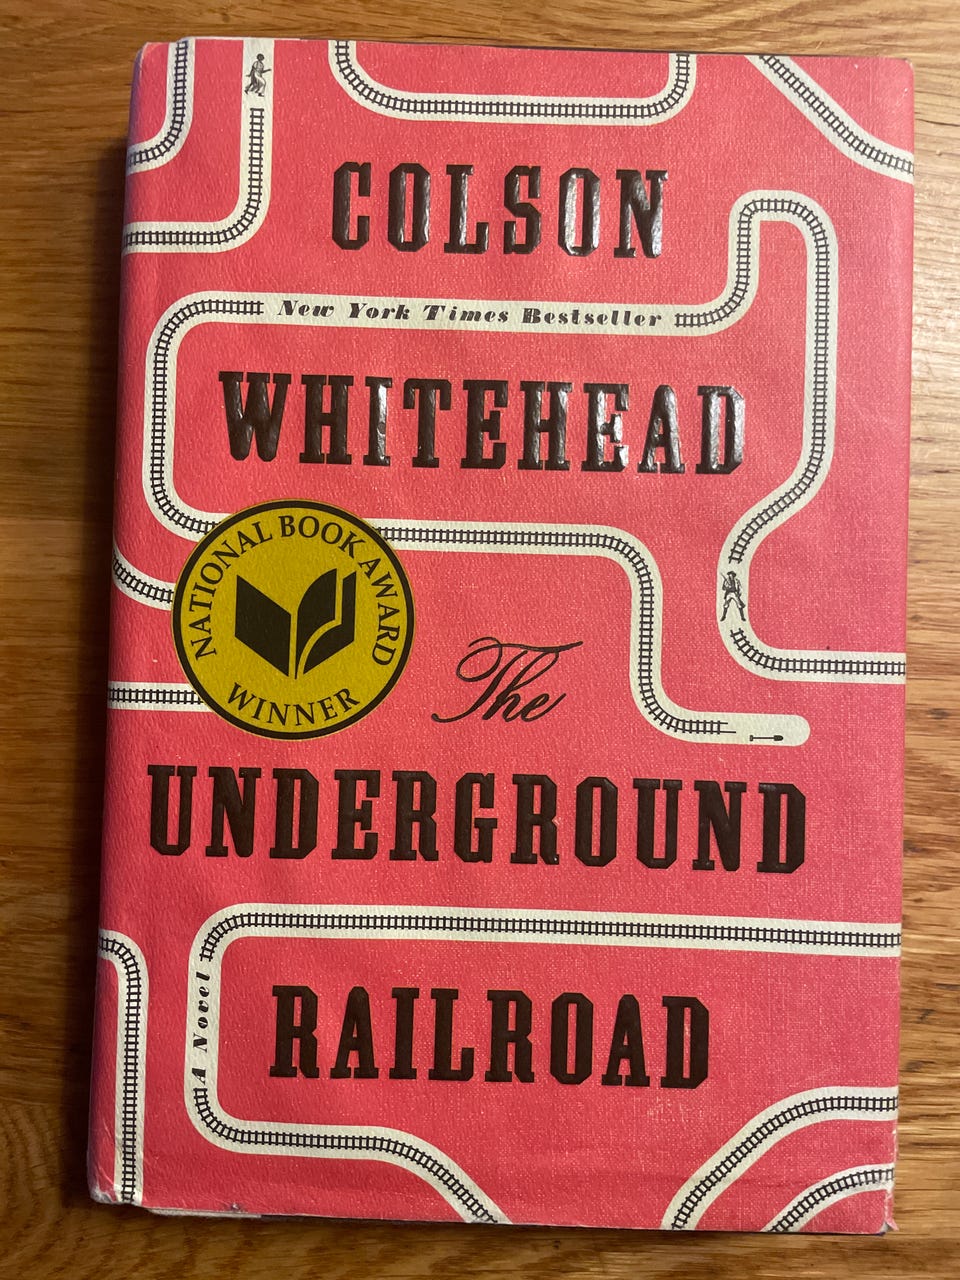 COLSON
New York Times Bestseller
WHITEHEAD
NATIONAL BOOK AWARD
WINNER
The
UNDERGROUND
A Novel
RAILROAD